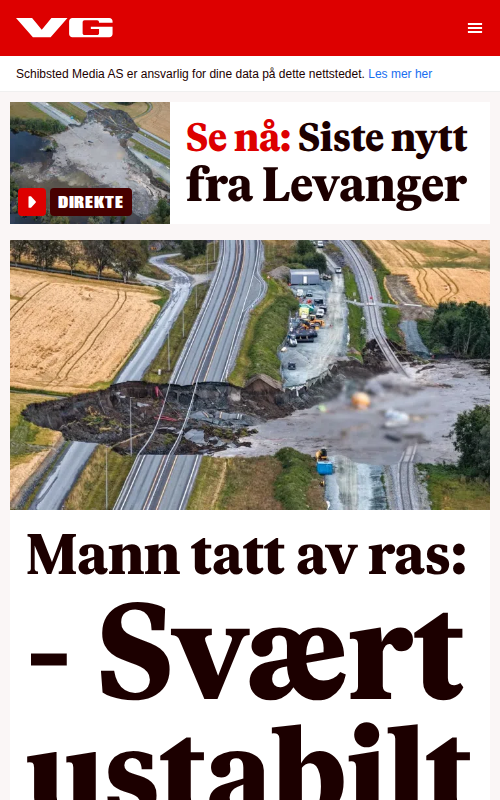 VG
Schibsted Media AS er ansvarlig for dine data på dette nettstedet. Les mer her
Se nå: Siste nytt
fra Levanger
DIREKTE
Mann tatt av ras:
- Svært
ustabilt